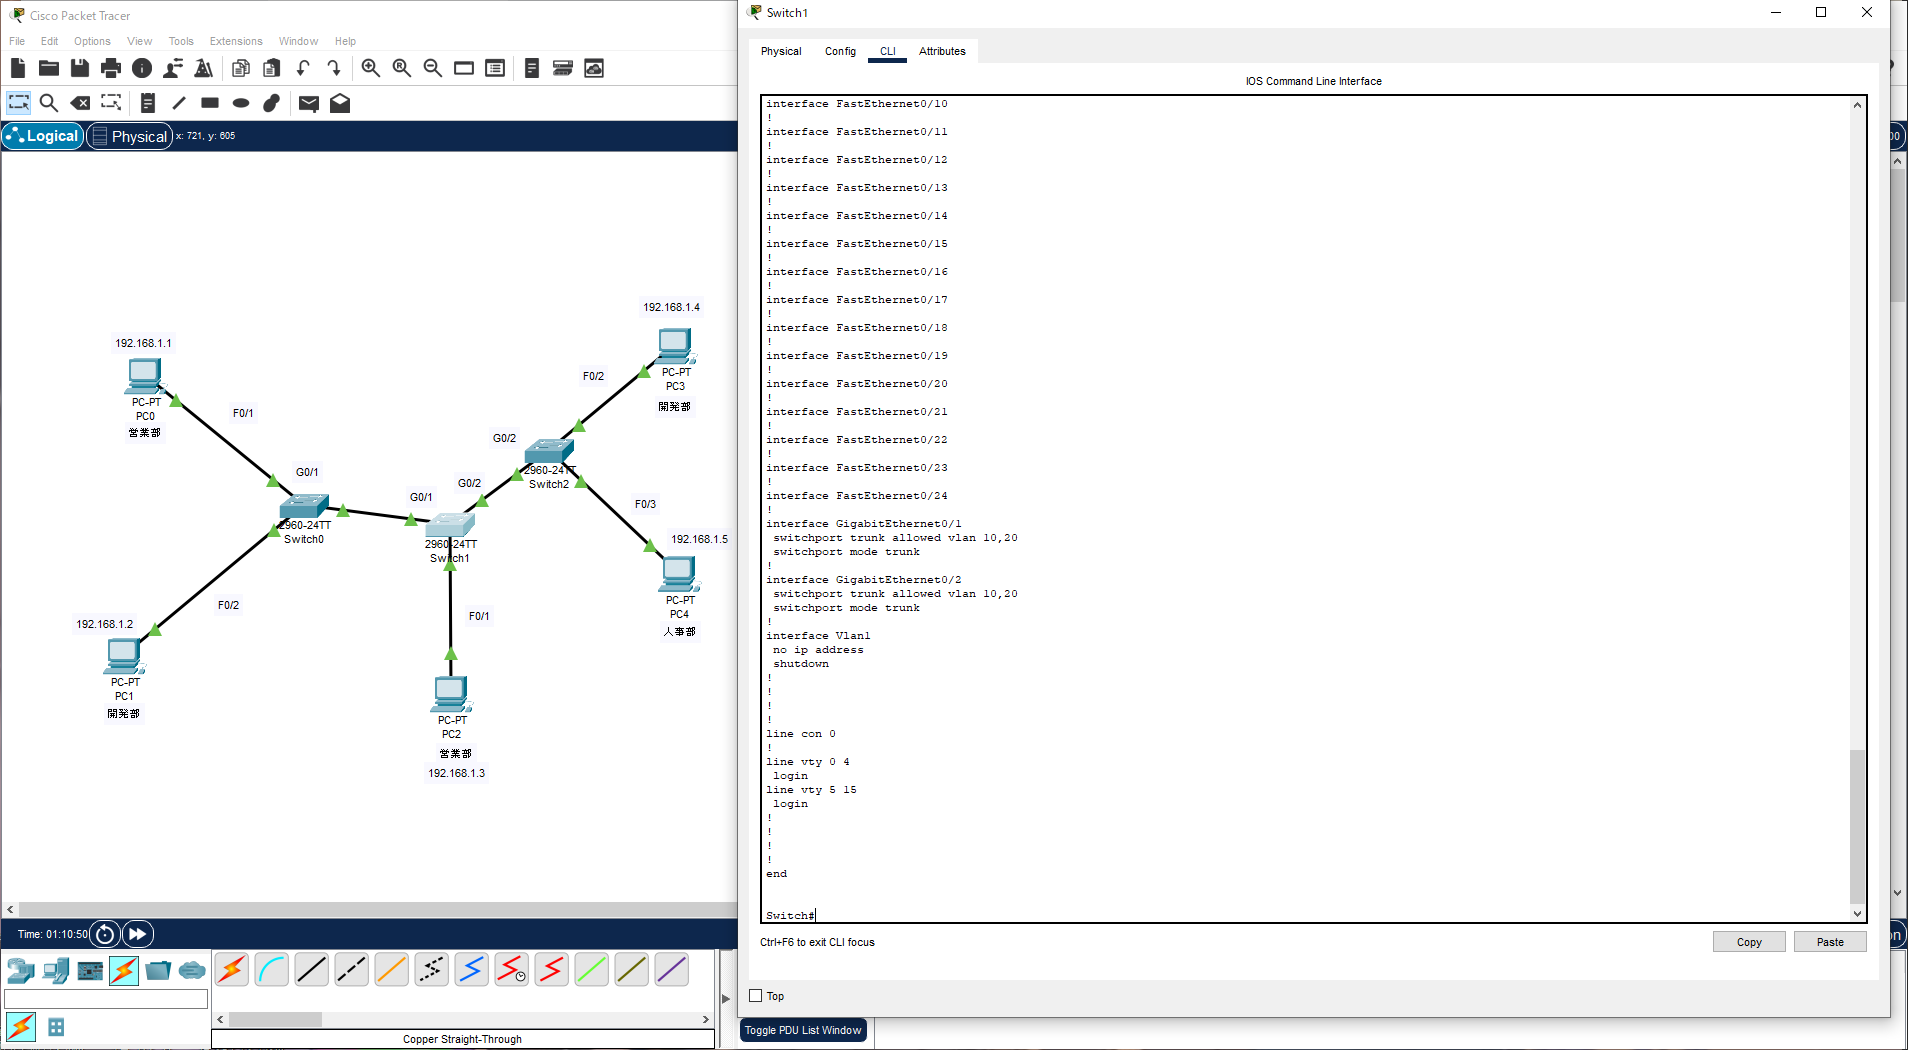 Cisco Packet Tracer
File Edit Options View Tools Extensions Window Help
Logical Physical x: 721, y: 605
192.168.1.4
192.168.1.1
F0/2
PC-PT
PC3
開発部
PC-PT
PC0
営業部
F0/1
G0/2
2960-24TT
Switch2
G0/1
G0/2
G0/1
F0/3
2960-24TT
Switch0
2960-24TT
Switch1
192.168.1.5
PC-PT
PC4
人事部
F0/2
F0/1
192.168.1.2
PC-PT
PC1
開発部
PC-PT
PC2
営業部
192.168.1.3
Time: 01:10:50
Copper Straight-Through
Switch1
Physical Config CLI Attributes
IOS Command Line Interface
interface FastEthernet0/10
!
interface FastEthernet0/11
!
interface FastEthernet0/12
!
interface FastEthernet0/13
!
interface FastEthernet0/14
!
interface FastEthernet0/15
!
interface FastEthernet0/16
!
interface FastEthernet0/17
!
interface FastEthernet0/18
!
interface FastEthernet0/19
!
interface FastEthernet0/20
!
interface FastEthernet0/21
!
interface FastEthernet0/22
!
interface FastEthernet0/23
!
interface FastEthernet0/24
!
interface GigabitEthernet0/1
switchport trunk allowed vlan 10,20
switchport mode trunk
!
interface GigabitEthernet0/2
switchport trunk allowed vlan 10,20
switchport mode trunk
!
interface Vlan1
no ip address
shutdown
!
!
!
!
line con 0
!
line vty 0 4
login
line vty 5 15
login
!
!
!
!
end
Switch#
Ctrl+F6 to exit CLI focus
Copy Paste
Top
Toggle PDU List Window